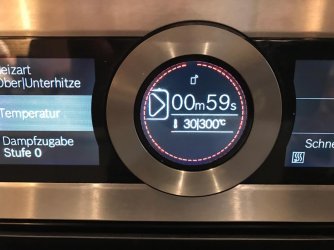 eizart
Ober|Unterhitze
Temperatur
Dampfzugabe
Stufe 0
00m59s
30|300°C
Schne